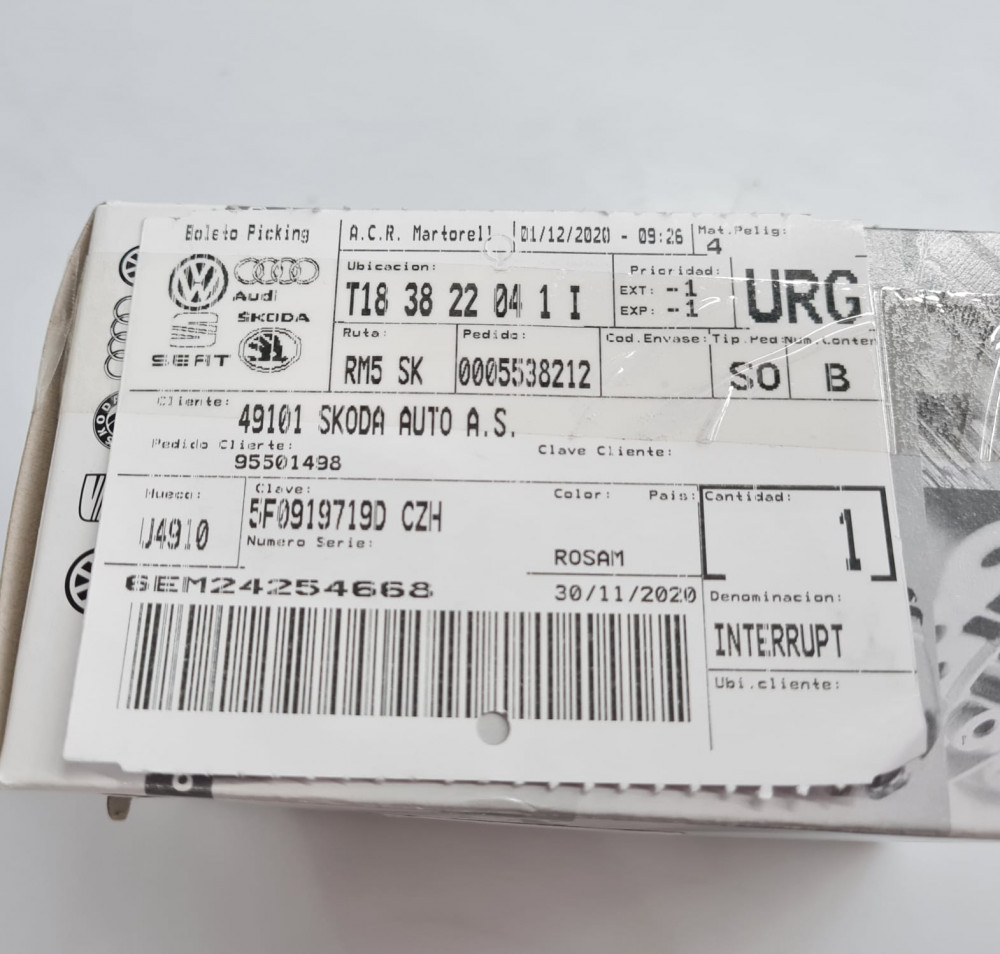 Boleto Picking
A.C.R. Martorell
01/12/2020 - 09:26
Mat.Pelig:
4
Audi
SKODA
SEAT
Ubicacion:
T18 38 22 04 1 I
Prioridad:
EXT: -1
EXP: -1
URG
Ruta:
RM5 SK
Pedido:
0005538212
Cod.Envase:
Tip.Ped:
Num.Conten
SO
B
Cliente:
49101 SKODA AUTO A.S.
Pedido Cliente:
95501498
Clave Cliente:
Hueco:
U4910
Clave:
5F0919719D CZH
Color:
Pais:
Cantidad:
1
Numero Serie:
ROSAM
6EM24254668
30/11/2020
Denominacion:
INTERRUPT
Ubi.cliente: